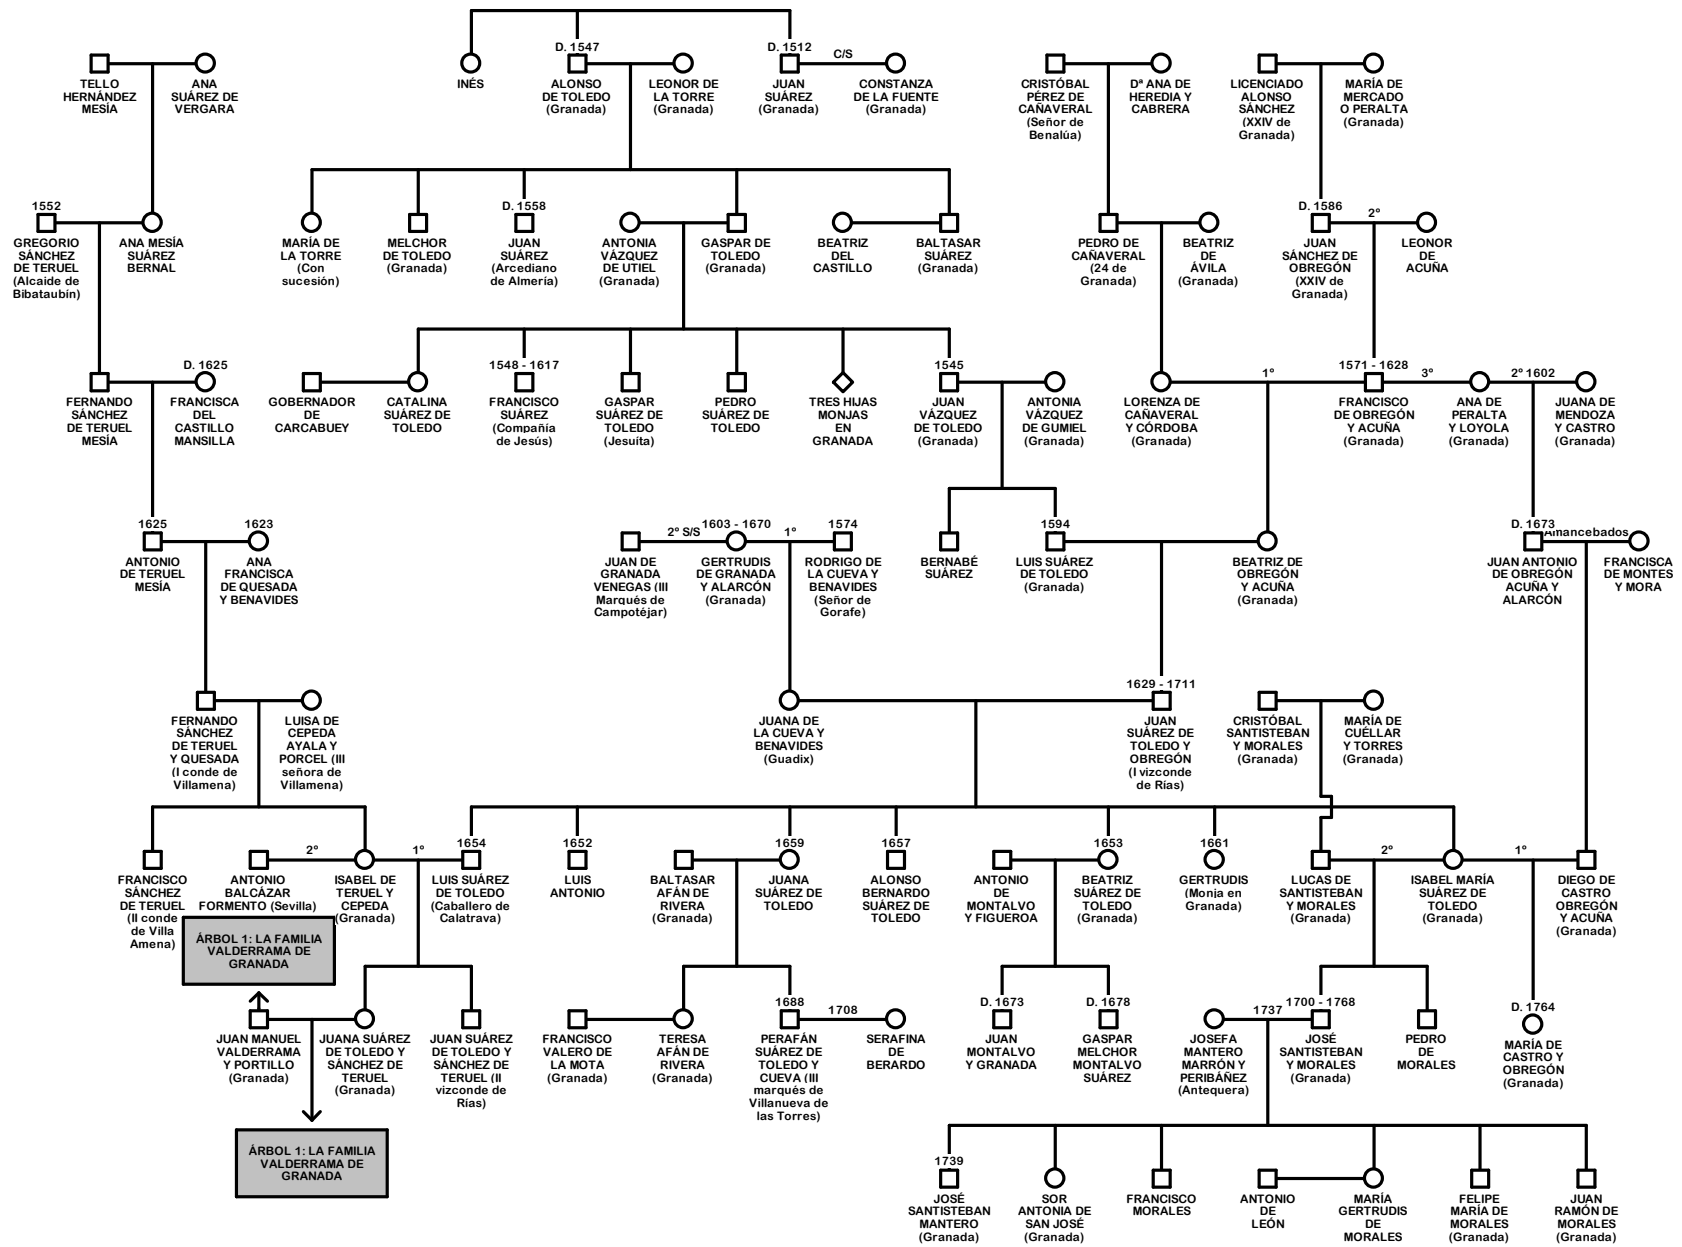 TELLO
HERNÁNDEZ
MESÍA
ANA
SUÁREZ DE
VERGARA
INÉS
D. 1547
ALONSO
DE TOLEDO
(Granada)
LEONOR DE
LA TORRE
(Granada)
D. 1512
JUAN
SUÁREZ
(Granada)
C/S
CONSTANZA
DE LA FUENTE
(Granada)
CRISTÓBAL
PÉREZ DE
CAÑAVERAL
(Señor de
Benalúa)
Dª ANA DE
HEREDIA Y
CABRERA
LICENCIADO
ALONSO
SÁNCHEZ
(XXIV de
Granada)
MARÍA DE
MERCADO
O PERALTA
(Granada)
1552
GREGORIO
SÁNCHEZ
DE TERUEL
(Alcaide de
Bibataubín)
ANA MESÍA
SUÁREZ
BERNAL
MARÍA DE
LA TORRE
(Con
sucesión)
MELCHOR
DE TOLEDO
(Granada)
D. 1558
JUAN
SUÁREZ
(Arcediano
de Almería)
ANTONIA
VÁZQUEZ
DE UTIEL
(Granada)
GASPAR DE
TOLEDO
(Granada)
BEATRIZ
DEL
CASTILLO
BALTASAR
SUÁREZ
(Granada)
PEDRO DE
CAÑAVERAL
(24 de
Granada)
BEATRIZ
DE
ÁVILA
(Granada)
D. 1586
JUAN
SÁNCHEZ DE
OBREGÓN
(XXIV de
Granada)
2º
LEONOR
DE
ACUÑA
FERNANDO
SÁNCHEZ
DE TERUEL
MESÍA
D. 1625
FRANCISCA
DEL
CASTILLO
MANSILLA
GOBERNADOR
DE
CARCABUEY
CATALINA
SUÁREZ DE
TOLEDO
1548 - 1617
FRANCISCO
SUÁREZ
(Compañía
de Jesús)
GASPAR
SUÁREZ DE
TOLEDO
(Jesuíta)
PEDRO
SUÁREZ DE
TOLEDO
TRES HIJAS
MONJAS
EN
GRANADA
1545
JUAN
VÁZQUEZ
DE TOLEDO
(Granada)
ANTONIA
VÁZQUEZ
DE GUMIEL
(Granada)
LORENZA DE
CAÑAVERAL
Y CÓRDOBA
(Granada)
1º
1571 - 1628
FRANCISCO
DE OBREGÓN
Y ACUÑA
(Granada)
3º
ANA DE
PERALTA
Y LOYOLA
(Granada)
2º 1602
JUANA DE
MENDOZA
Y CASTRO
(Granada)
1625
ANTONIO
DE TERUEL
MESÍA
1623
ANA
FRANCISCA
DE QUESADA
Y BENAVIDES
JUAN DE
GRANADA
VENEGAS (III
Marqués de
Campotéjar)
2º S/S
1603 - 1670
GERTRUDIS
DE GRANADA
Y ALARCÓN
(Granada)
1º
1574
RODRIGO DE
LA CUEVA Y
BENAVIDES
(Señor de
Gorafe)
BERNABÉ
SUÁREZ
1594
LUIS SUÁREZ
DE TOLEDO
(Granada)
BEATRIZ DE
OBREGÓN
Y ACUÑA
(Granada)
D. 1673
JUAN ANTONIO
DE OBREGÓN
ACUÑA Y
ALARCÓN
Amancebados
FRANCISCA
DE MONTES
Y MORA
FERNANDO
SÁNCHEZ
DE TERUEL
Y QUESADA
(I conde de
Villamena)
LUISA DE
CEPEDA
AYALA Y
PORCEL (III
señora de
Villamena)
JUANA DE
LA CUEVA Y
BENAVIDES
(Guadix)
1629 - 1711
JUAN
SUÁREZ DE
TOLEDO Y
OBREGÓN
(I vizconde
de Rías)
CRISTÓBAL
SANTISTEBAN
Y MORALES
(Granada)
MARÍA DE
CUÉLLAR
Y TORRES
(Granada)
FRANCISCO
SÁNCHEZ
DE TERUEL
(II conde
de Villa
Amena)
ANTONIO
BALCÁZAR
FORMENTO (Sevilla)
2º
ISABEL DE
TERUEL Y
CEPEDA
(Granada)
1º
1654
LUIS SUÁREZ
DE TOLEDO
(Caballero de
Calatrava)
1652
LUIS
ANTONIO
BALTASAR
AFÁN DE
RIVERA
(Granada)
1659
JUANA
SUÁREZ DE
TOLEDO
1657
ALONSO
BERNARDO
SUÁREZ DE
TOLEDO
ANTONIO
DE
MONTALVO
Y FIGUEROA
1653
BEATRIZ
SUÁREZ DE
TOLEDO
(Granada)
1661
GERTRUDIS
(Monja en
Granada)
LUCAS DE
SANTISTEBAN
Y MORALES
(Granada)
2º
ISABEL MARÍA
SUÁREZ DE
TOLEDO
(Granada)
1º
DIEGO DE
CASTRO
OBREGÓN
Y ACUÑA
(Granada)
ÁRBOL 1: LA FAMILIA
VALDERRAMA DE
GRANADA
JUAN MANUEL
VALDERRAMA
Y PORTILLO
(Granada)
JUANA SUÁREZ
DE TOLEDO Y
SÁNCHEZ DE
TERUEL
(Granada)
JUAN SUÁREZ
DE TOLEDO Y
SÁNCHEZ DE
TERUEL (II
vizconde de
Rías)
FRANCISCO
VALERO DE
LA MOTA
(Granada)
TERESA
AFÁN DE
RIVERA
(Granada)
1688
PERAFÁN
SUÁREZ DE
TOLEDO Y
CUEVA (III
marqués de
Villanueva de
las Torres)
1708
SERAFINA
DE
BERARDO
D. 1673
JUAN
MONTALVO
Y GRANADA
D. 1678
GASPAR
MELCHOR
MONTALVO
SUÁREZ
JOSEFA
MANTERO
MARRÓN Y
PERIBÁÑEZ
(Antequera)
1737
1700 - 1768
JOSÉ
SANTISTEBAN
Y MORALES
(Granada)
PEDRO
DE
MORALES
D. 1764
MARÍA DE
CASTRO Y
OBREGÓN
(Granada)
ÁRBOL 1: LA FAMILIA
VALDERRAMA DE
GRANADA
1739
JOSÉ
SANTISTEBAN
MANTERO
(Granada)
SOR
ANTONIA DE
SAN JOSÉ
(Granada)
FRANCISCO
MORALES
ANTONIO
DE
LEÓN
MARÍA
GERTRUDIS
DE
MORALES
FELIPE
MARÍA DE
MORALES
(Granada)
JUAN
RAMÓN DE
MORALES
(Granada)